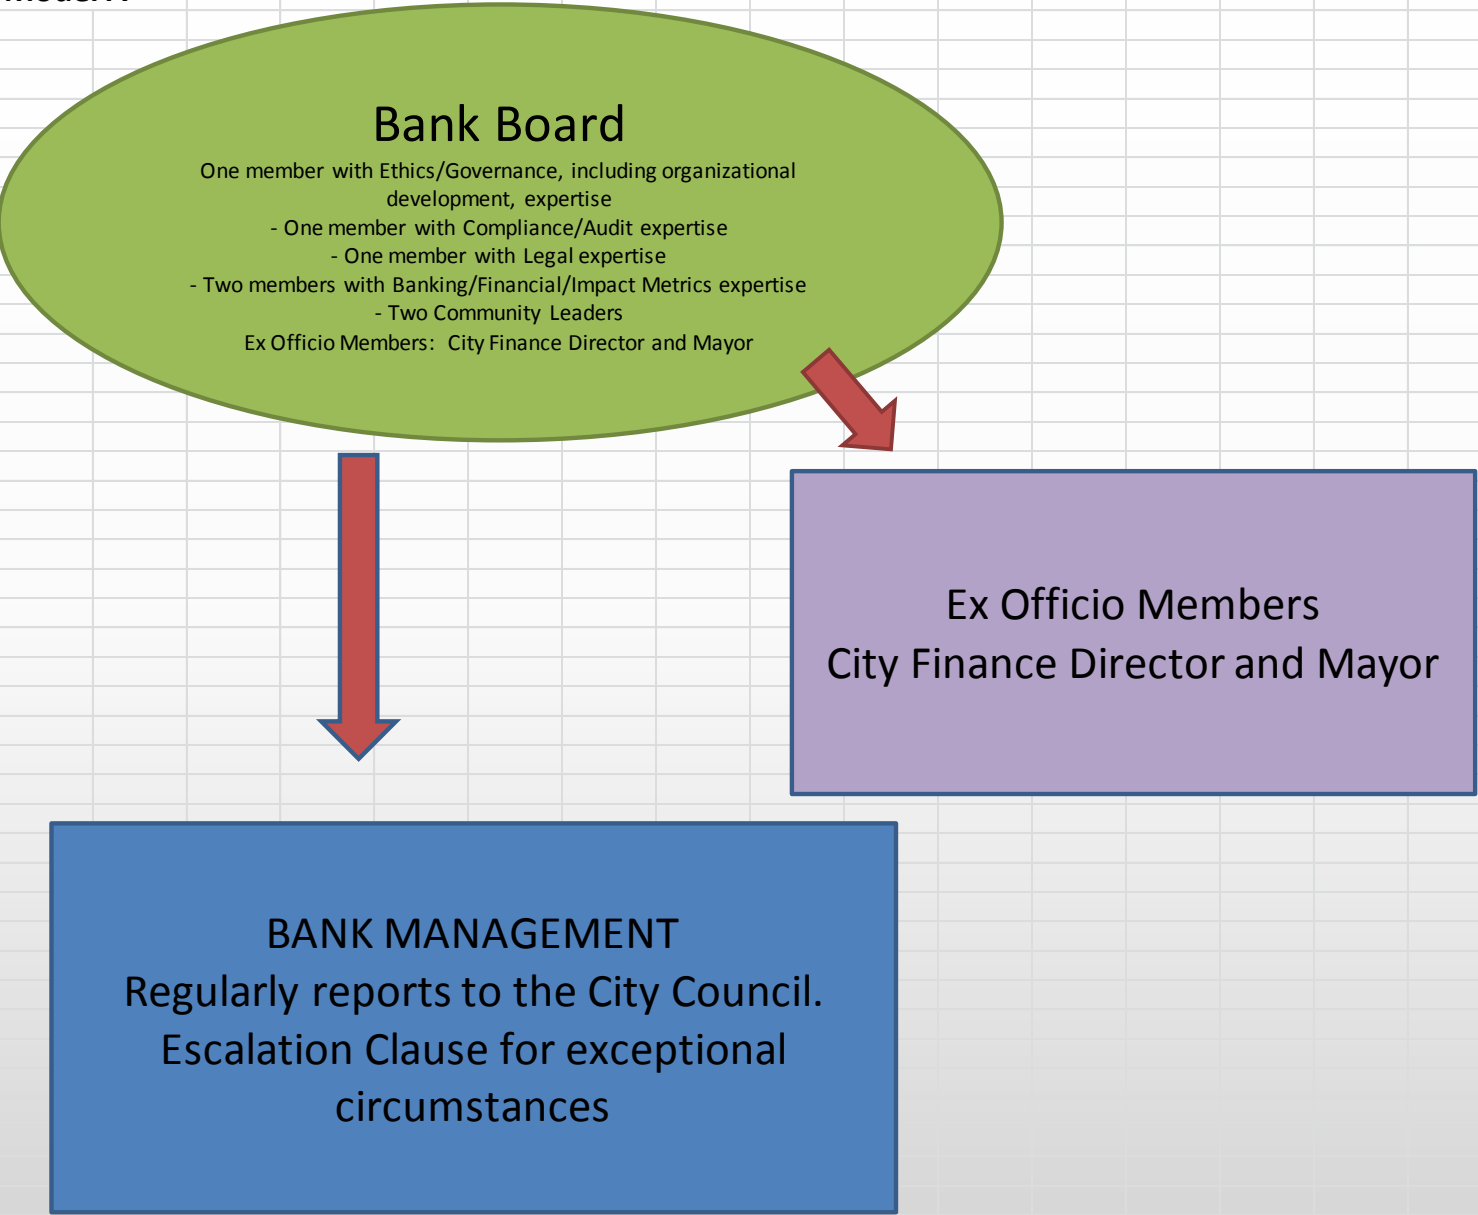 Bank Board
One member with Ethics/Governance, including organizational
development, expertise
- One member with Compliance/Audit expertise
- One member with Legal expertise
- Two members with Banking/Financial/Impact Metrics expertise
- Two Community Leaders
Ex Officio Members: City Finance Director and Mayor
Ex Officio Members
City Finance Director and Mayor
BANK MANAGEMENT
Regularly reports to the City Council.
Escalation Clause for exceptional
circumstances